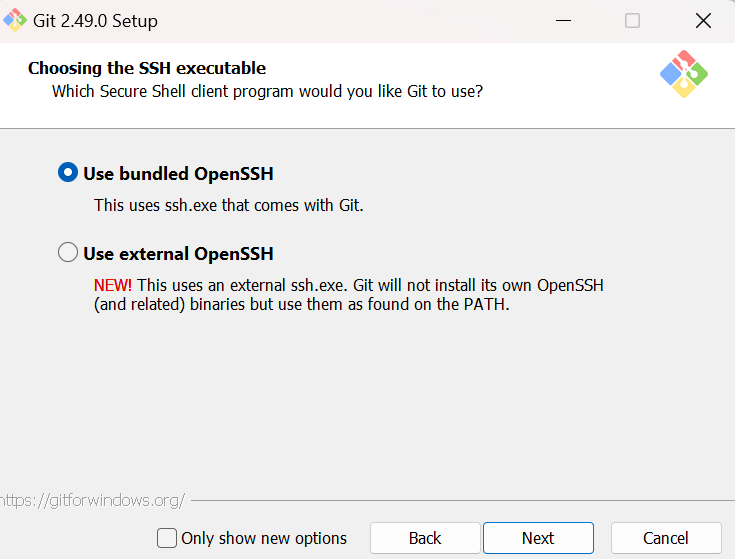 Git 2.49.0 Setup
Choosing the SSH executable
Which Secure Shell client program would you like Git to use?
Use bundled OpenSSH
This uses ssh.exe that comes with Git.
Use external OpenSSH
NEW! This uses an external ssh.exe. Git will not install its own OpenSSH
(and related) binaries but use them as found on the PATH.
https://gitforwindows.org/
Only show new options
Back
Next
Cancel